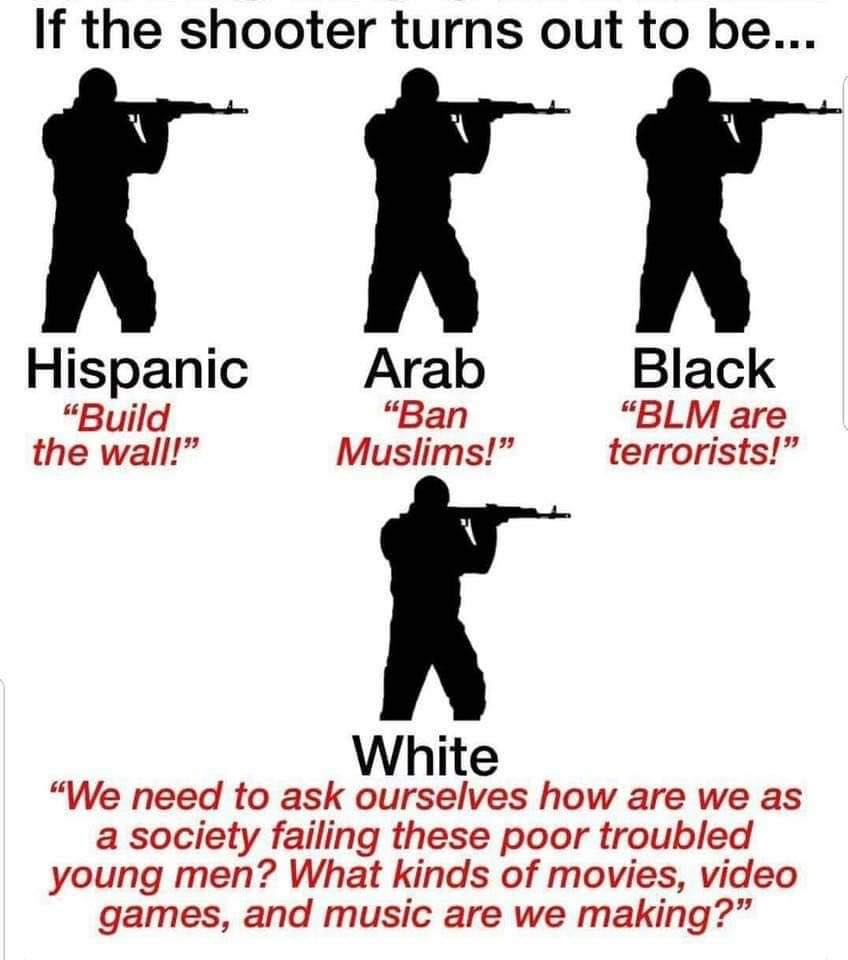 If the shooter turns out to be...
Hispanic
“Build
the wall!”
Arab
“Ban
Muslims!”
Black
“BLM are
terrorists!”
White
“We need to ask ourselves how are we as
a society failing these poor troubled
young men? What kinds of movies, video
games, and music are we making?”